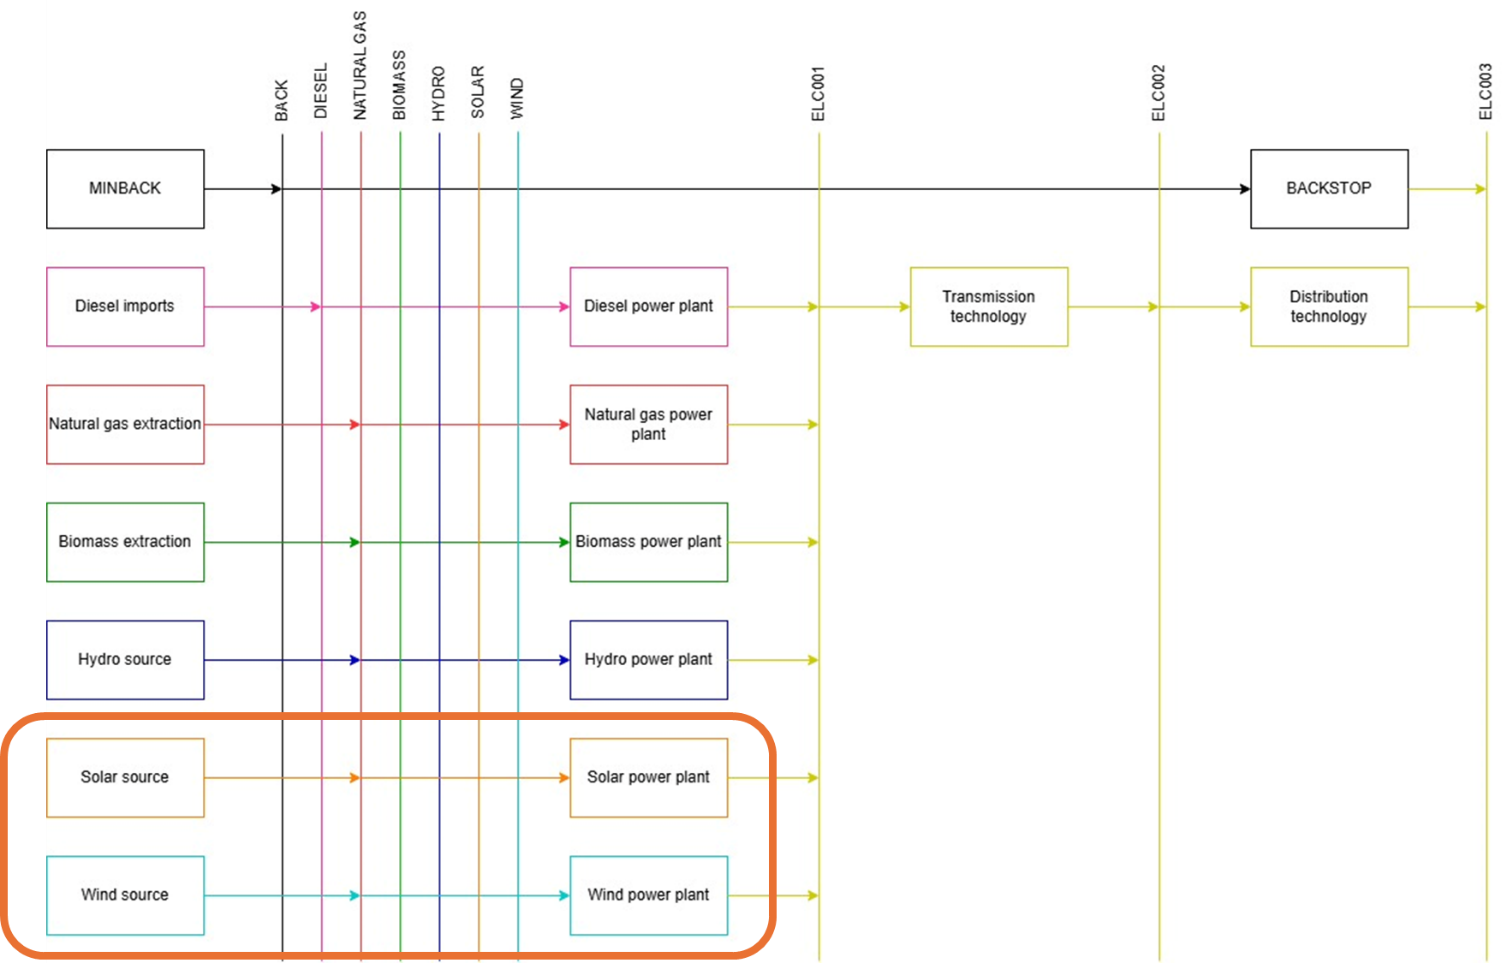 BACK
DIESEL
NATURAL GAS
BIOMASS
HYDRO
SOLAR
WIND
ELC001
ELC002
ELC003
MINBACK
BACKSTOP
Diesel imports
Diesel power plant
Transmission
technology
Distribution
technology
Natural gas extraction
Natural gas power
plant
Biomass extraction
Biomass power plant
Hydro source
Hydro power plant
Solar source
Solar power plant
Wind source
Wind power plant